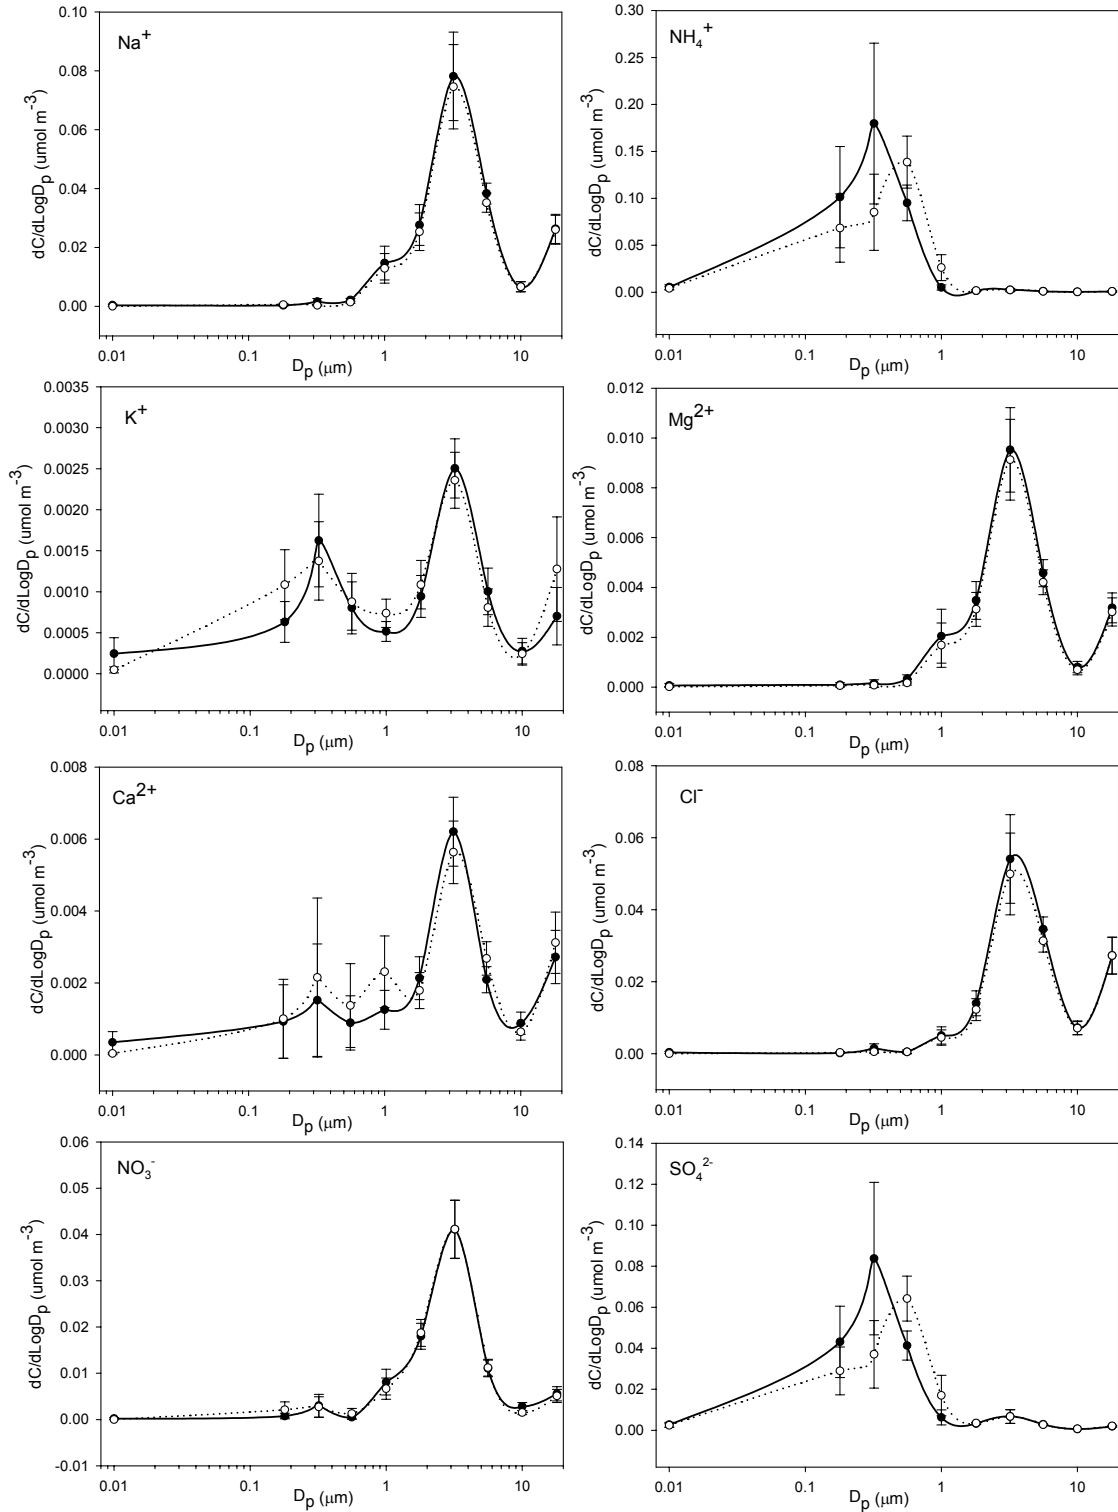 Na+
dC/dLogDp (umol m-3)
0.10
0.08
0.06
0.04
0.02
0.00
0.01 0.1 1 10
Dp (μm)
NH4+
dC/dLogDp (umol m-3)
0.30
0.25
0.20
0.15
0.10
0.05
0.00
0.01 0.1 1 10
Dp (μm)
K+
dC/dLogDp (umol m-3)
0.0035
0.0030
0.0025
0.0020
0.0015
0.0010
0.0005
0.0000
0.01 0.1 1 10
Dp (μm)
Mg2+
dC/dLogDp (umol m-3)
0.012
0.010
0.008
0.006
0.004
0.002
0.000
0.01 0.1 1 10
Dp (μm)
Ca2+
dC/dLogDp (umol m-3)
0.008
0.006
0.004
0.002
0.000
0.01 0.1 1 10
Dp (μm)
Cl-
dC/dLogDp (umol m-3)
0.08
0.06
0.04
0.02
0.00
0.01 0.1 1 10
Dp (μm)
NO3-
dC/dLogDp (umol m-3)
0.06
0.05
0.04
0.03
0.02
0.01
0.00
-0.01
0.01 0.1 1 10
Dp (μm)
SO4 2-
dC/dLogDp (umol m-3)
0.14
0.12
0.10
0.08
0.06
0.04
0.02
0.00
0.01 0.1 1 10
Dp (μm)